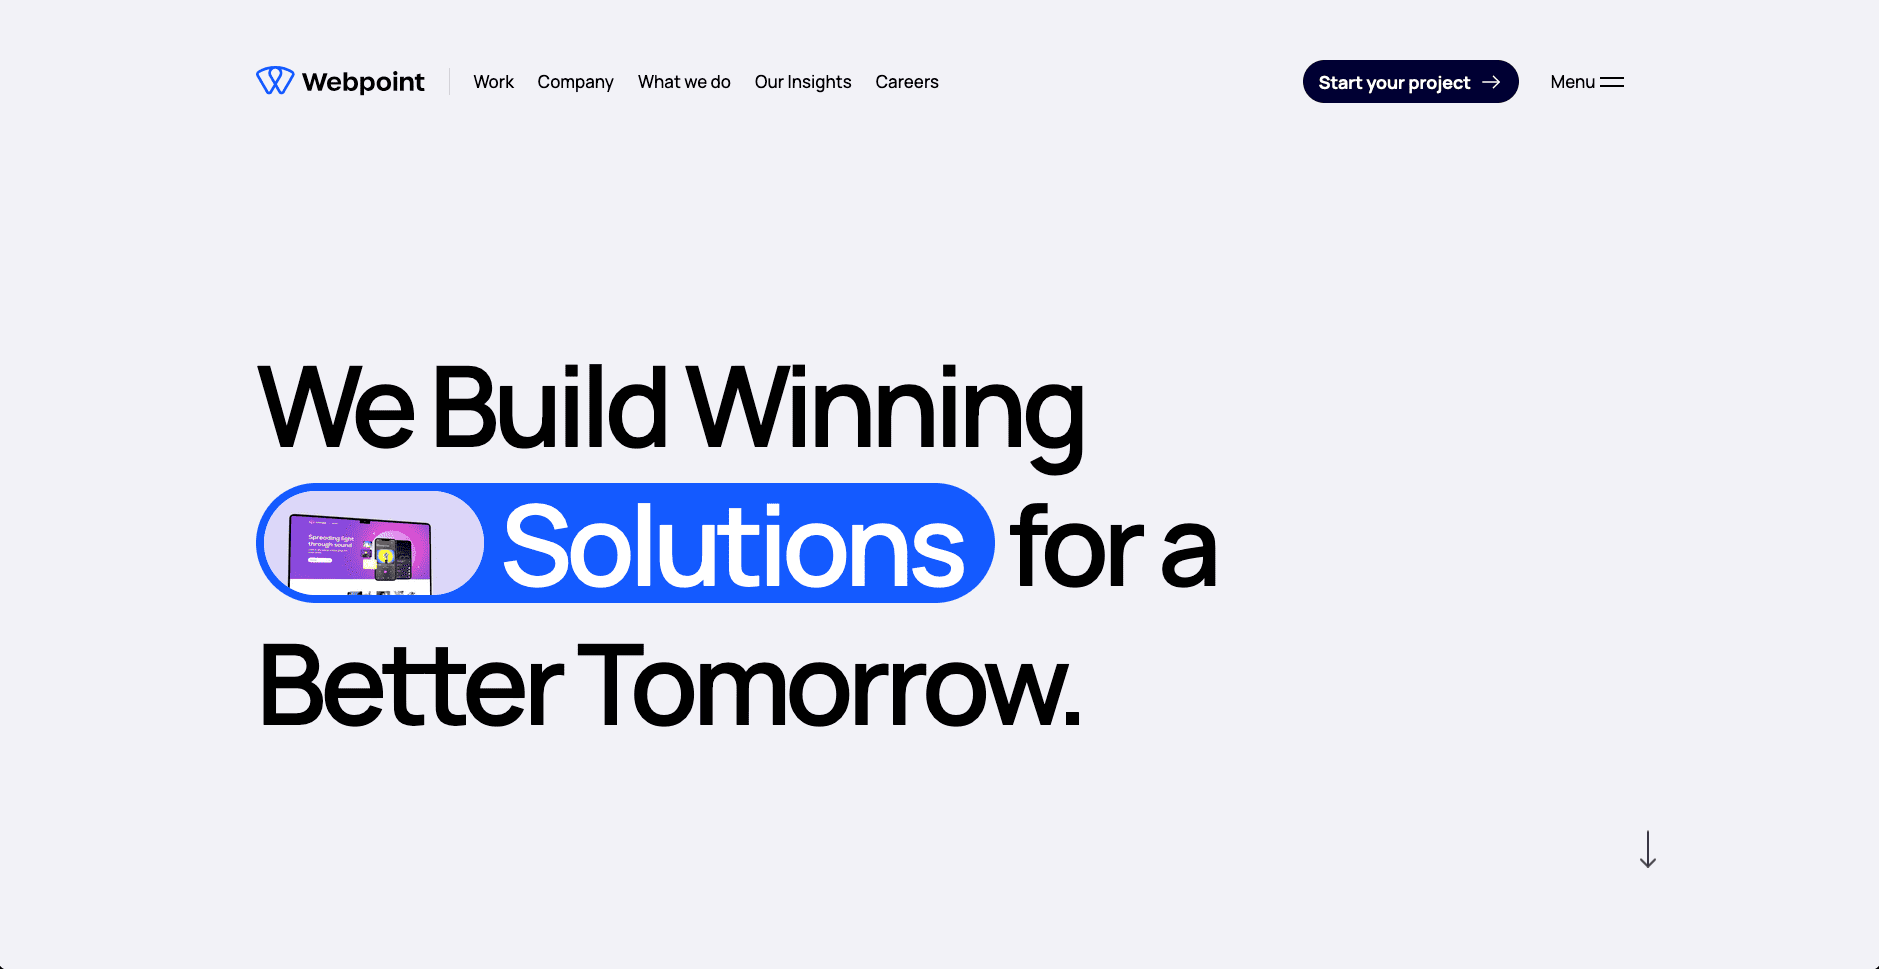 Webpoint
Work
Company
What we do
Our Insights
Careers
Start your project
Menu
We Build Winning
Spreading light
through sound
Solutions for a
Better Tomorrow.